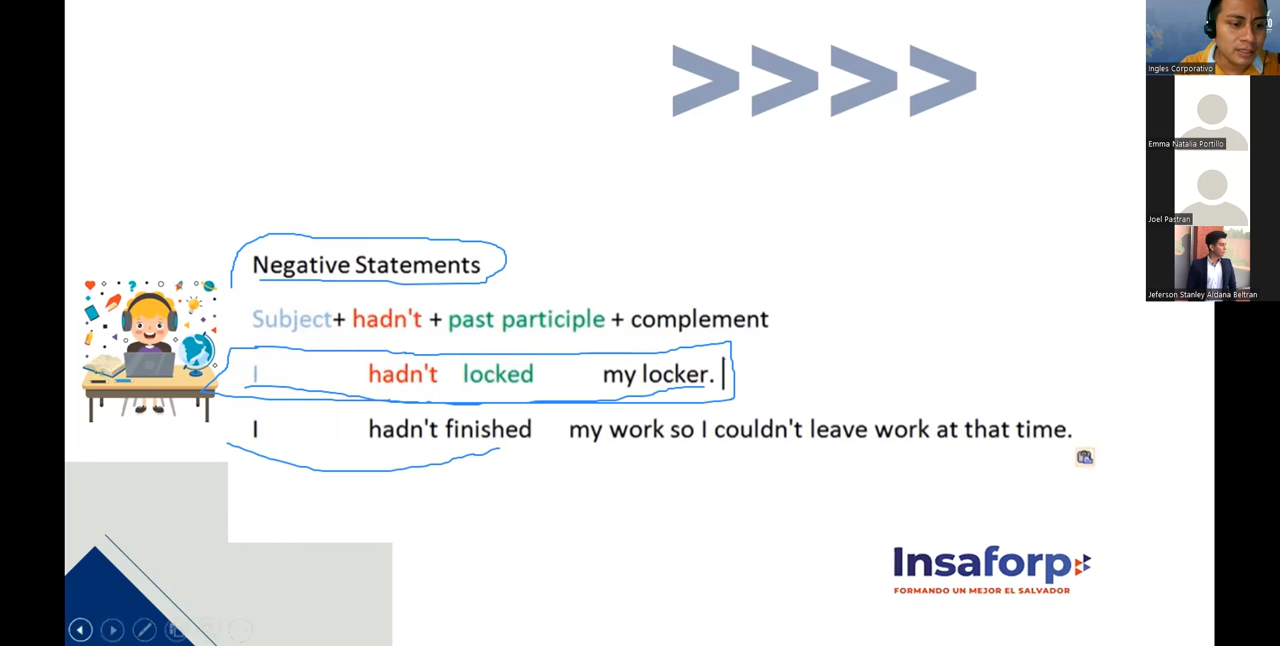 >>>>
Ingles Corporativo
Emma Natalia Portillo
Joel Pastran
Jeferson Stanley Aldana Beltran
Negative Statements
Subject+ hadn't + past participle + complement
I hadn't locked my locker.
I hadn't finished my work so I couldn't leave work at that time.
Insaforp
FORMANDO UN MEJOR EL SALVADOR